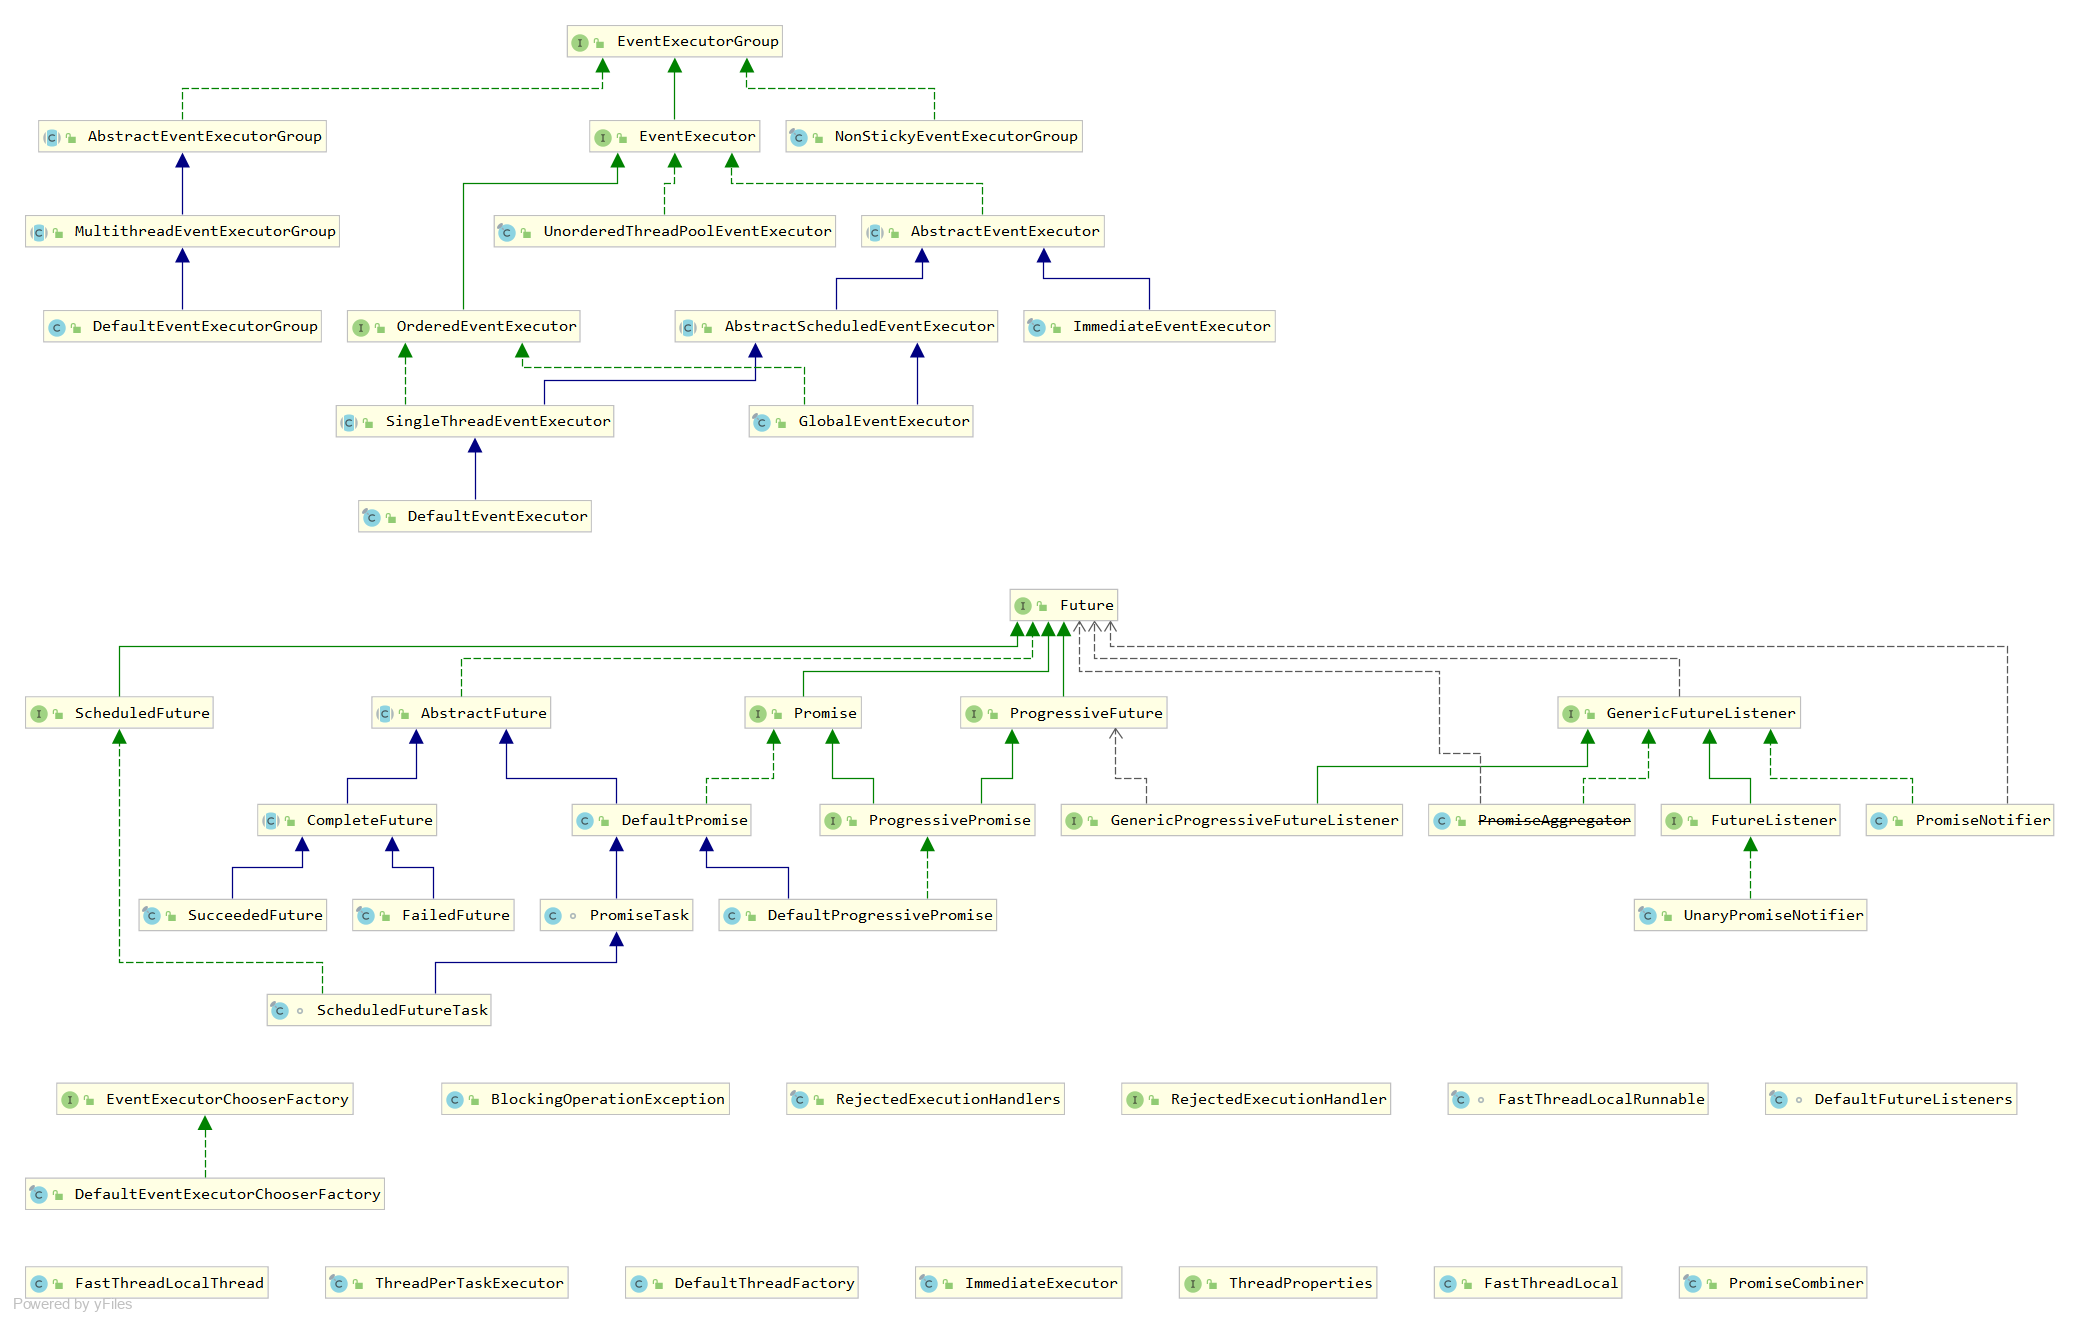 EventExecutorGroup
AbstractEventExecutorGroup
EventExecutor
NonStickyEventExecutorGroup
MultithreadEventExecutorGroup
UnorderedThreadPoolEventExecutor
AbstractEventExecutor
DefaultEventExecutorGroup
OrderedEventExecutor
AbstractScheduledEventExecutor
ImmediateEventExecutor
SingleThreadEventExecutor
GlobalEventExecutor
DefaultEventExecutor
Future
ScheduledFuture
AbstractFuture
Promise
ProgressiveFuture
GenericFutureListener
CompleteFuture
DefaultPromise
ProgressivePromise
GenericProgressiveFutureListener
PromiseAggregator
FutureListener
PromiseNotifier
SucceededFuture
FailedFuture
PromiseTask
DefaultProgressivePromise
UnaryPromiseNotifier
ScheduledFutureTask
EventExecutorChooserFactory
BlockingOperationException
RejectedExecutionHandlers
RejectedExecutionHandler
FastThreadLocalRunnable
DefaultFutureListeners
DefaultEventExecutorChooserFactory
FastThreadLocalThread
ThreadPerTaskExecutor
DefaultThreadFactory
ImmediateExecutor
ThreadProperties
FastThreadLocal
PromiseCombiner
Powered by yFiles